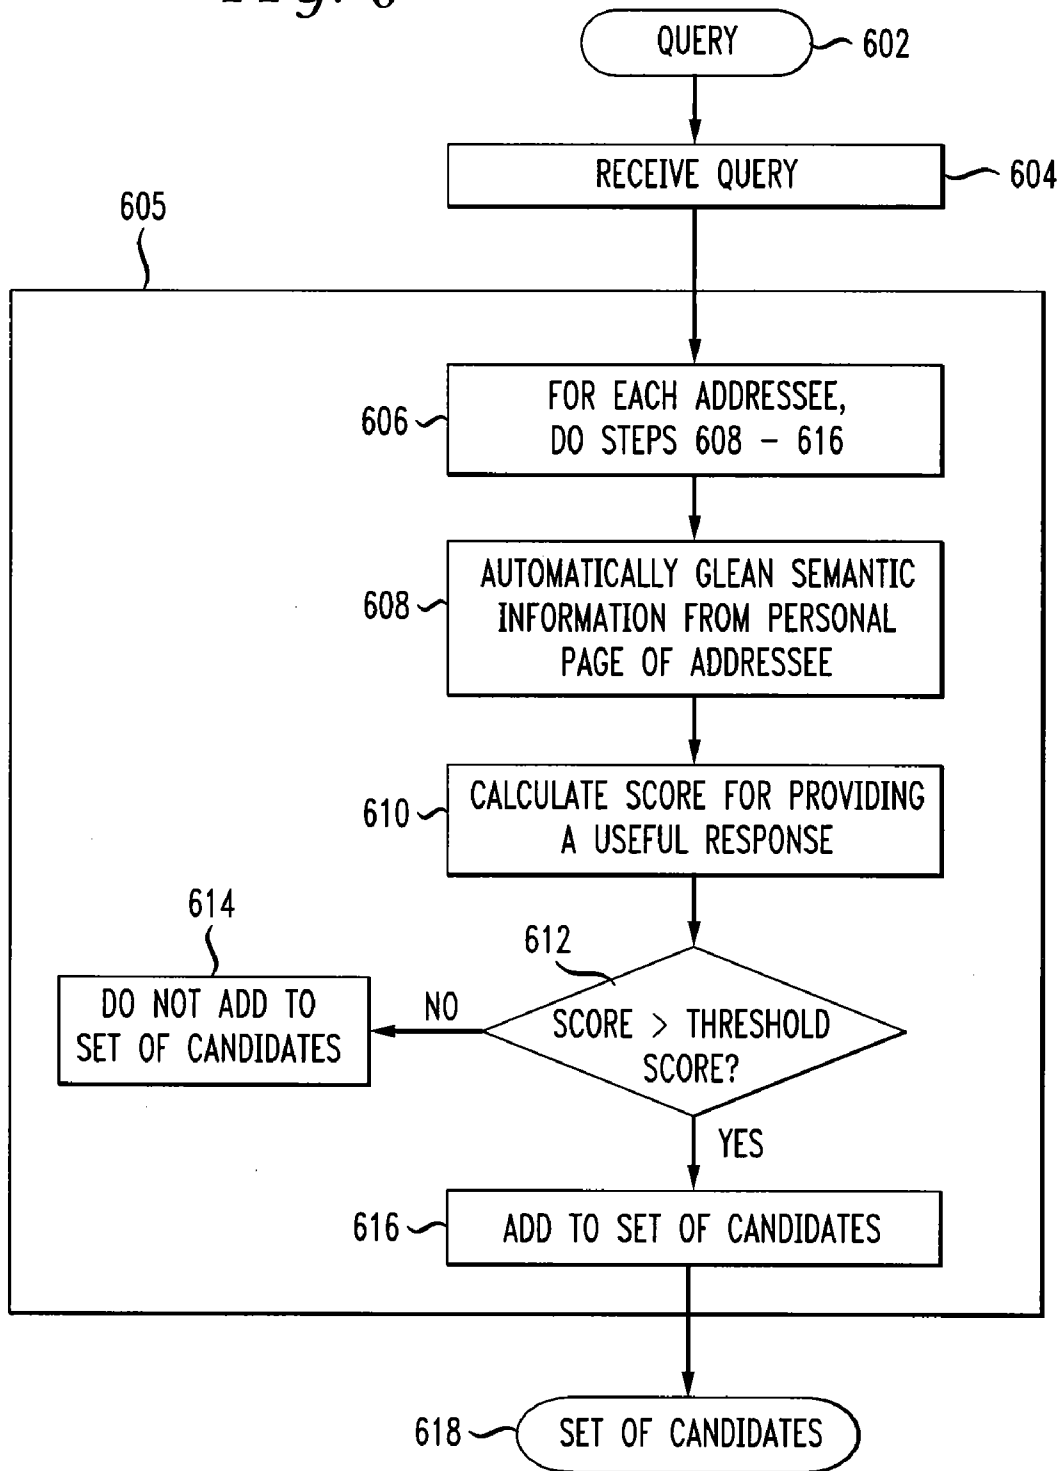 Fig. 6
QUERY
602
RECEIVE QUERY
604
605
FOR EACH ADDRESSEE,
DO STEPS 608 – 616
606
AUTOMATICALLY GLEAN SEMANTIC
INFORMATION FROM PERSONAL
PAGE OF ADDRESSEE
608
CALCULATE SCORE FOR PROVIDING
A USEFUL RESPONSE
610
614
612
DO NOT ADD TO
SET OF CANDIDATES
NO
SCORE > THRESHOLD
SCORE?
YES
616
ADD TO SET OF CANDIDATES
618
SET OF CANDIDATES